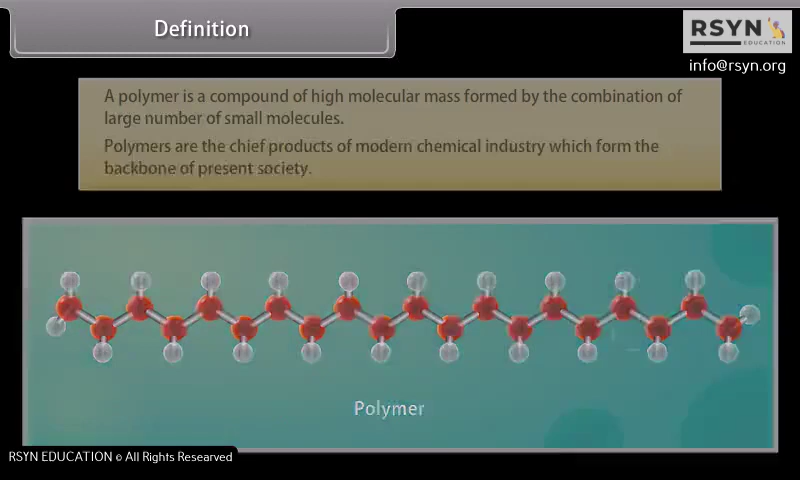 Definition
RSYN
EDUCATION
info@rsyn.org
A polymer is a compound of high molecular mass formed by the combination of
large number of small molecules.
Polymers are the chief products of modern chemical industry which form the
backbone of present society.
Polymer
RSYN EDUCATION © All Rights Researved